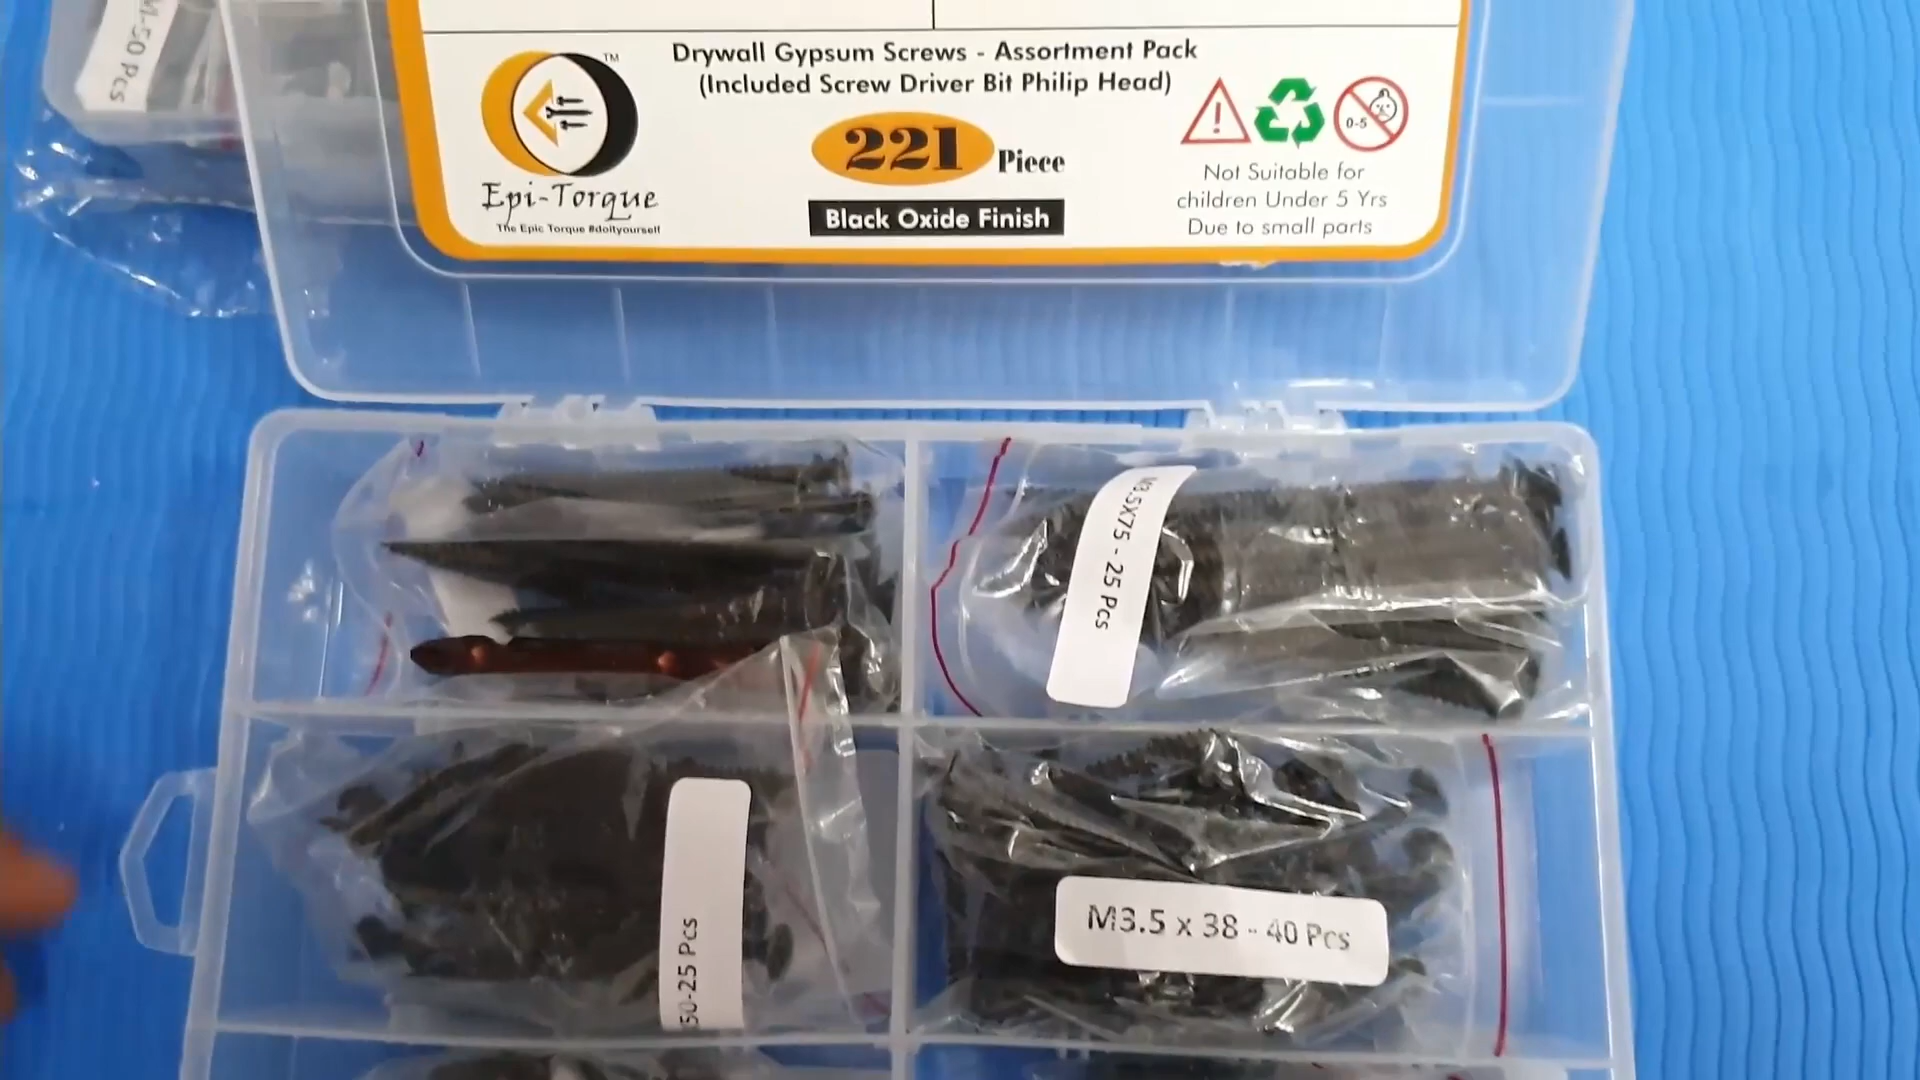 M-50 Pcs
Drywall Gypsum Screws - Assortment Pack
(Included Screw Driver Bit Philip Head)
TM
221 Piece
Black Oxide Finish
Epi-Torque
The Epic Torque #doityourself
0-5
Not Suitable for
children Under 5 Yrs
Due to small parts
M3.5X75 - 25 Pcs
50-25 Pcs
M3.5 x 38 - 40 Pcs